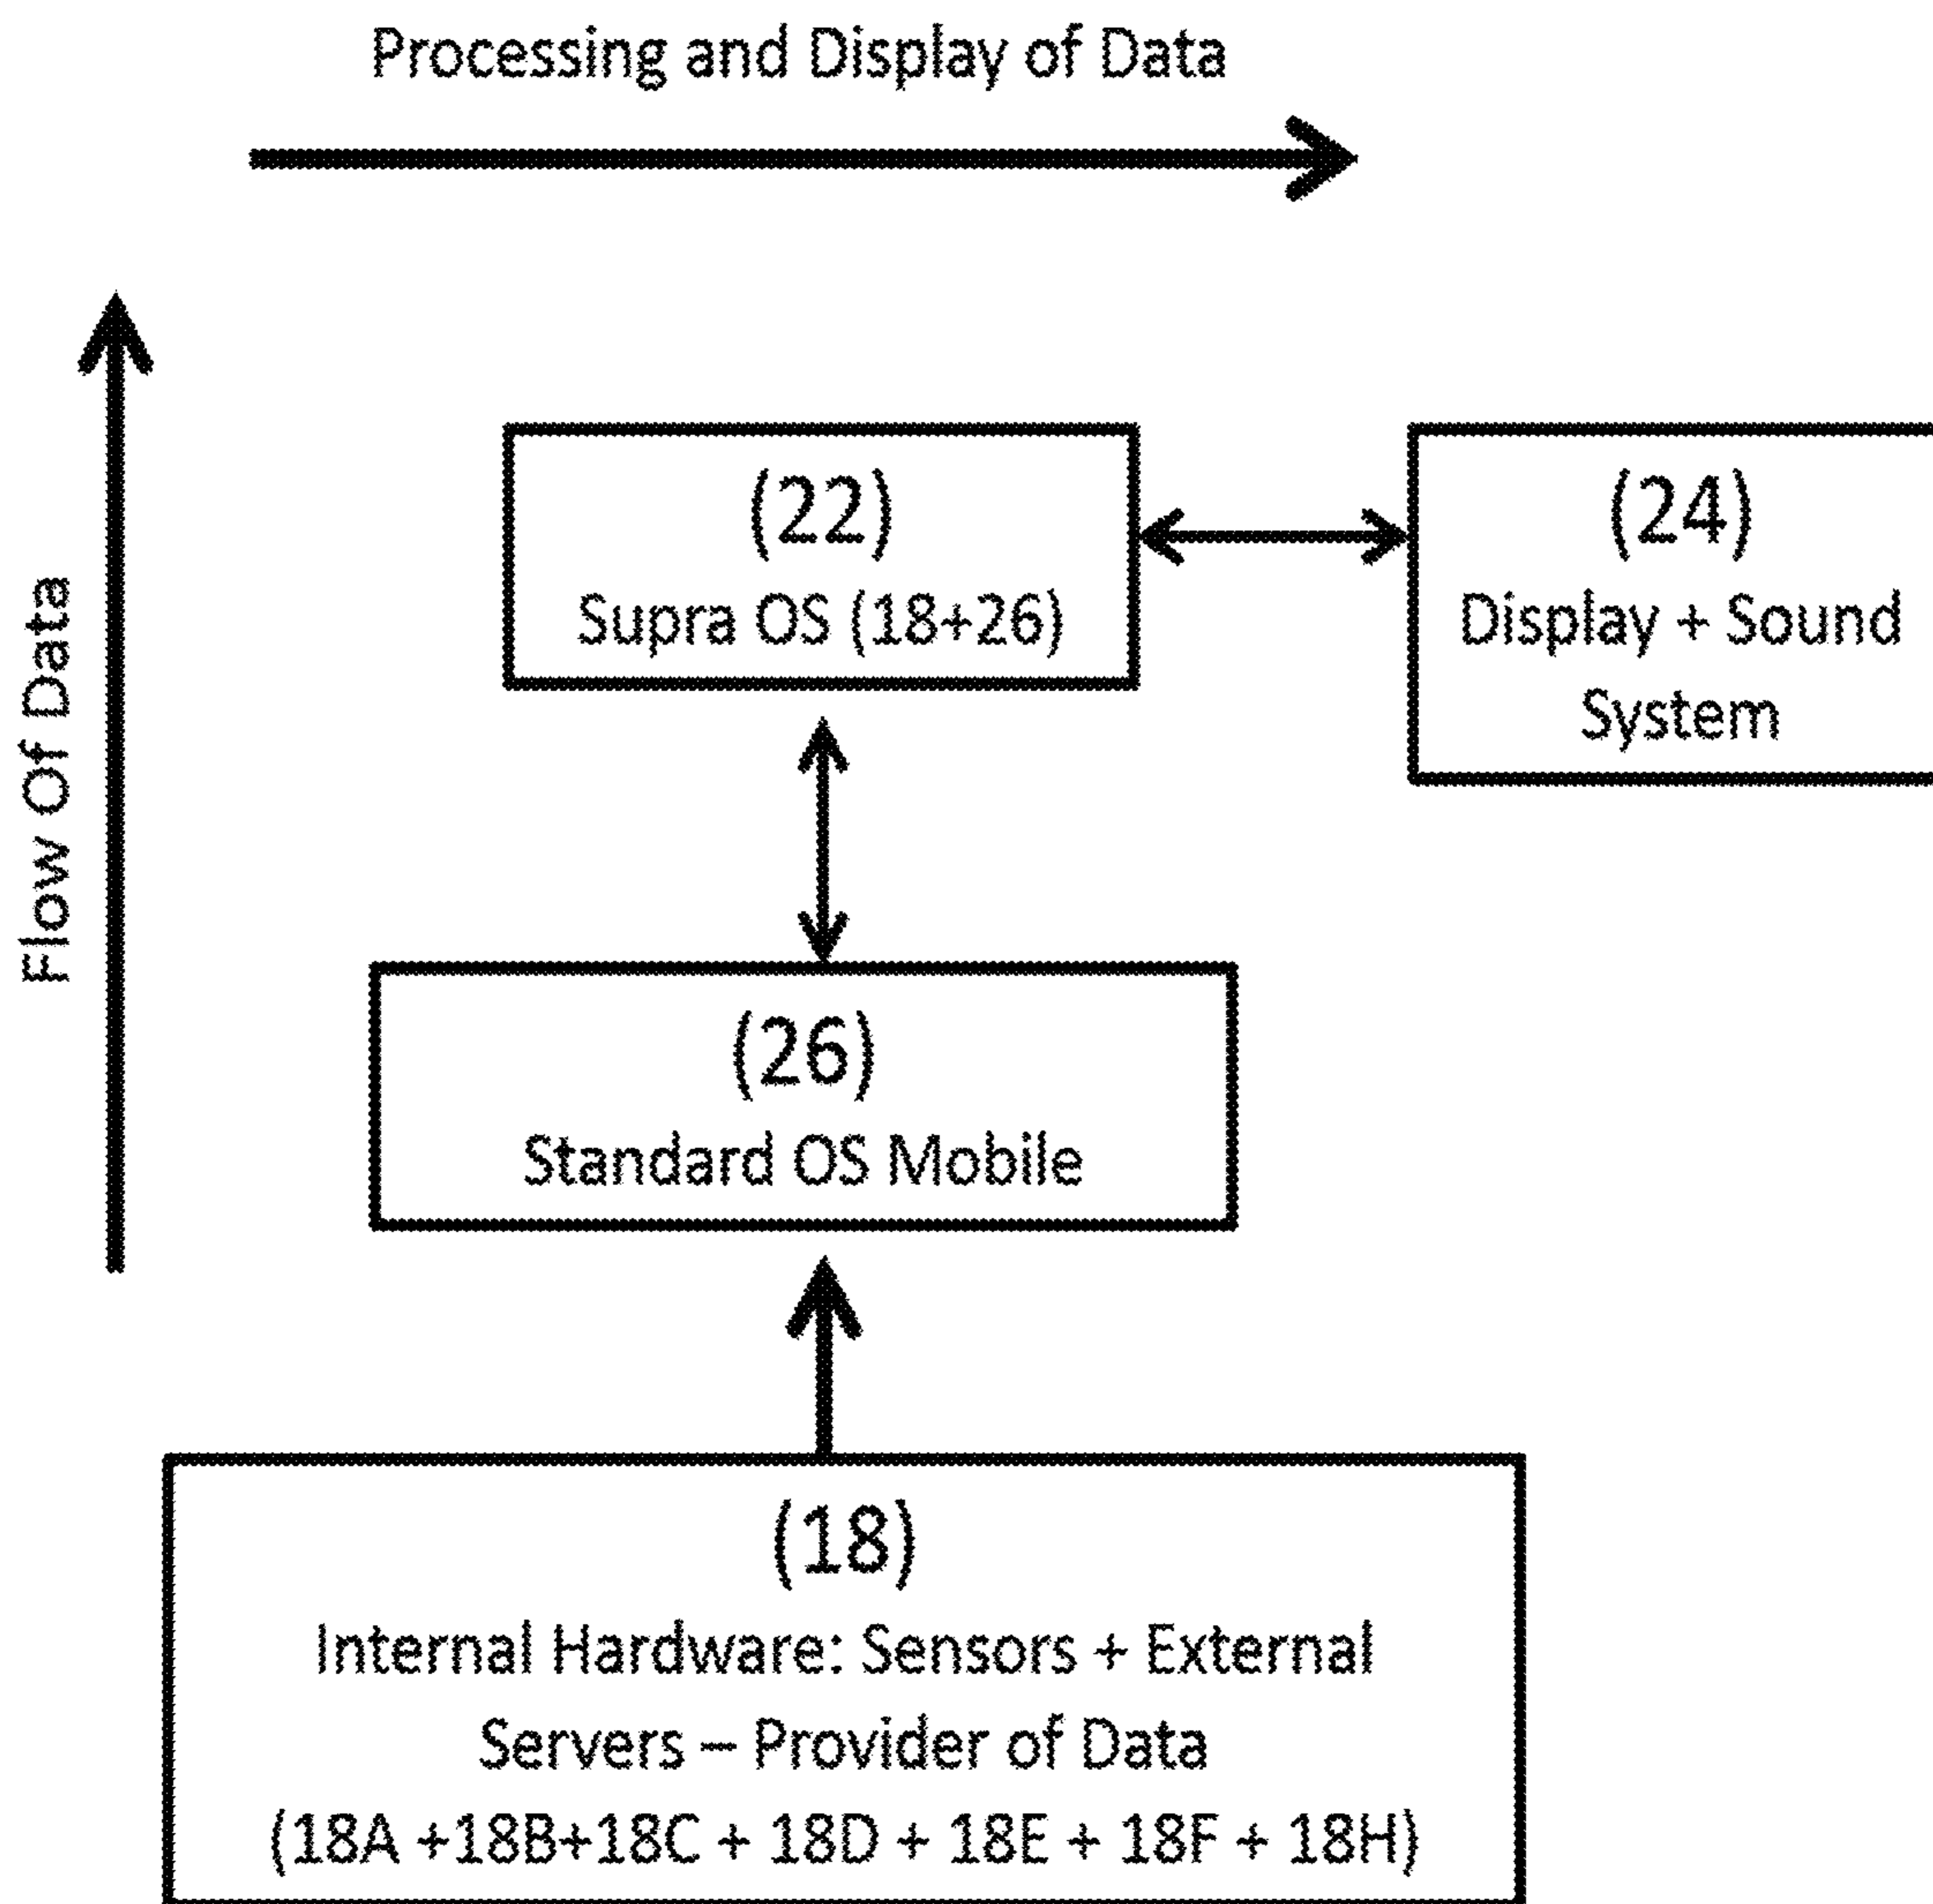 Processing and Display of Data
Flow Of Data
(22)
Supra OS (18+26)
(24)
Display + Sound
System
(26)
Standard OS Mobile
(18)
Internal Hardware: Sensors + External
Servers – Provider of Data
(18A +18B+18C + 18D + 18E + 18F + 18H)